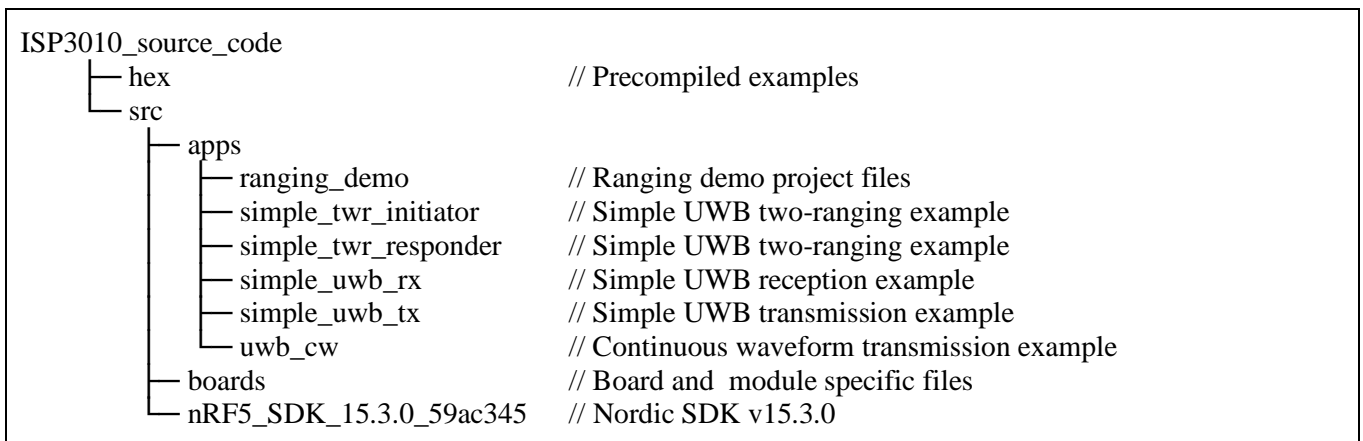 ISP3010_source_code
├── hex // Precompiled examples
└── src
├── apps
│ ├── ranging_demo // Ranging demo project files
│ ├── simple_twr_initiator // Simple UWB two-ranging example
│ ├── simple_twr_responder // Simple UWB two-ranging example
│ ├── simple_uwb_rx // Simple UWB reception example
│ ├── simple_uwb_tx // Simple UWB transmission example
│ └── uwb_cw // Continuous waveform transmission example
├── boards // Board and module specific files
└── nRF5_SDK_15.3.0_59ac345 // Nordic SDK v15.3.0